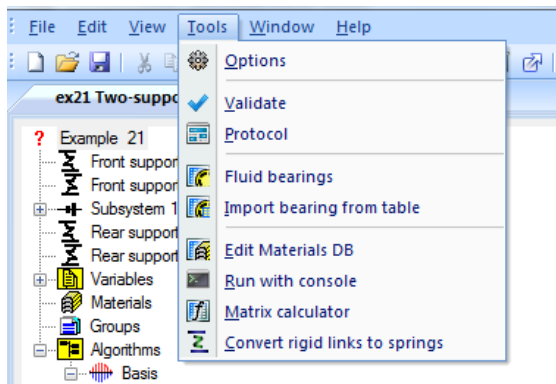 File Edit View Tools Window Help
ex21 Two-suppo
Options
Validate
Protocol
Fluid bearings
Import bearing from table
Edit Materials DB
Run with console
Matrix calculator
Convert rigid links to springs
? Example 21
Front suppor
Front suppor
Subsystem 1
Rear support
Rear support
Variables
Materials
Groups
Algorithms
Basis